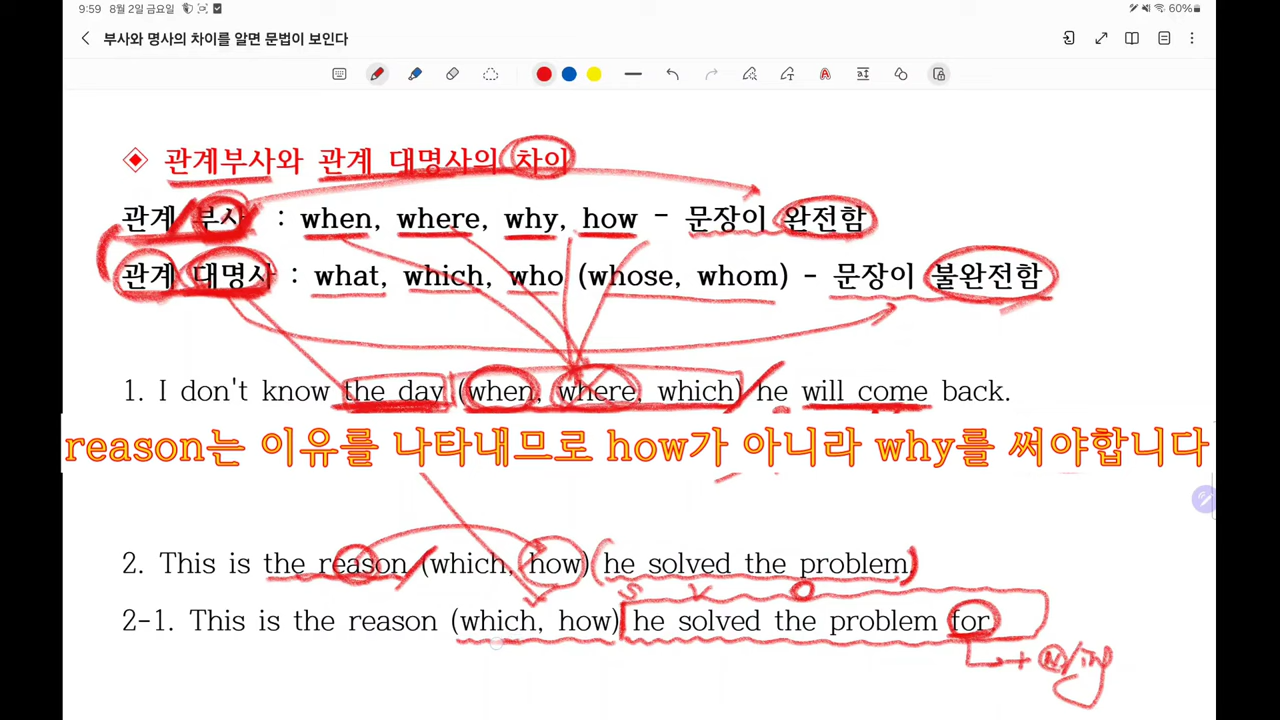 9:59 8월 2일 금요일 60%
부사와 명사의 차이를 알면 문법이 보인다
관계부사와 관계 대명사의 차이
관계 부사 : when, where, why, how - 문장이 완전함
관계 대명사 : what, which, who (whose, whom) - 문장이 불완전함
1. I don't know the day (when, where, which) he will come back.
reason는 이유를 나타내므로 how가 아니라 why를 써야합니다
2. This is the reason (which, how) he solved the problem.
S V O
2-1. This is the reason (which, how) he solved the problem for
+ N/ing